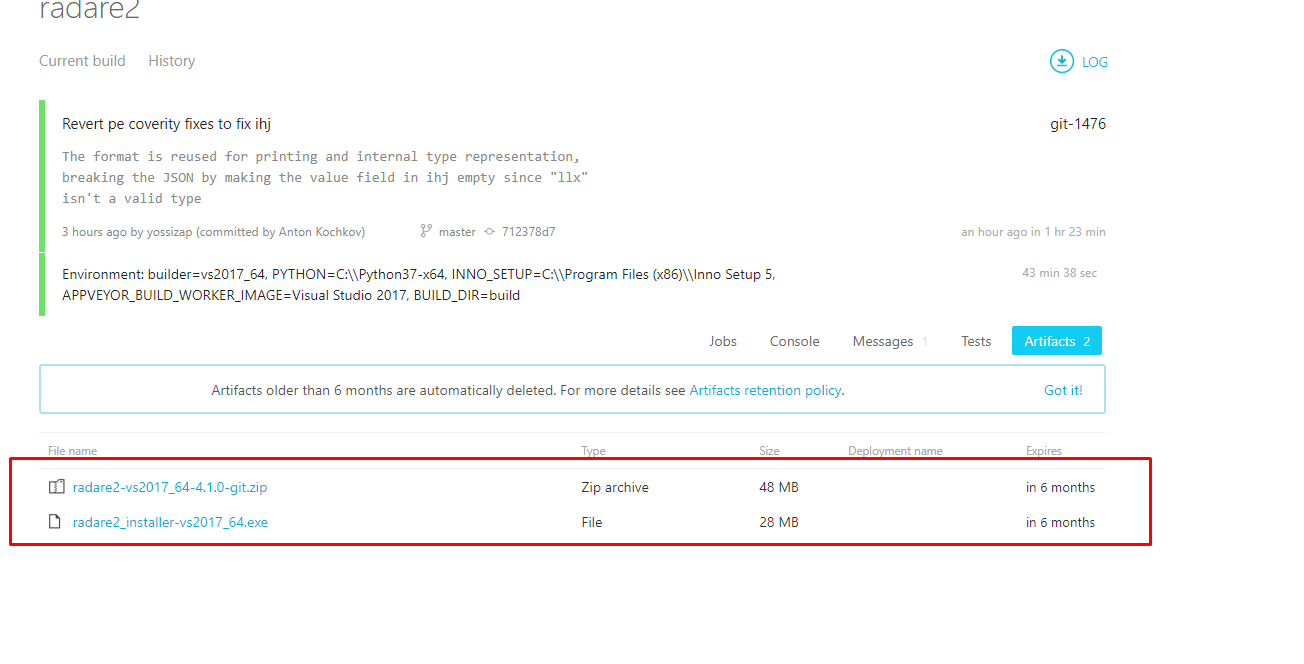 radare2
Current build History
LOG
Revert pe coverity fixes to fix ihj
git-1476
The format is reused for printing and internal type representation,
breaking the JSON by making the value field in ihj empty since "llx"
isn't a valid type
3 hours ago by yossizap (committed by Anton Kochkov) master 712378d7
an hour ago in 1 hr 23 min
Environment: builder=vs2017_64, PYTHON=C:\\Python37-x64, INNO_SETUP=C:\\Program Files (x86)\\Inno Setup 5,
APPVEYOR_BUILD_WORKER_IMAGE=Visual Studio 2017, BUILD_DIR=build
43 min 38 sec
Jobs Console Messages 1 Tests Artifacts 2
Artifacts older than 6 months are automatically deleted. For more details see Artifacts retention policy.
Got it!
File name Type Size Deployment name Expires
radare2-vs2017_64-4.1.0-git.zip Zip archive 48 MB in 6 months
radare2_installer-vs2017_64.exe File 28 MB in 6 months